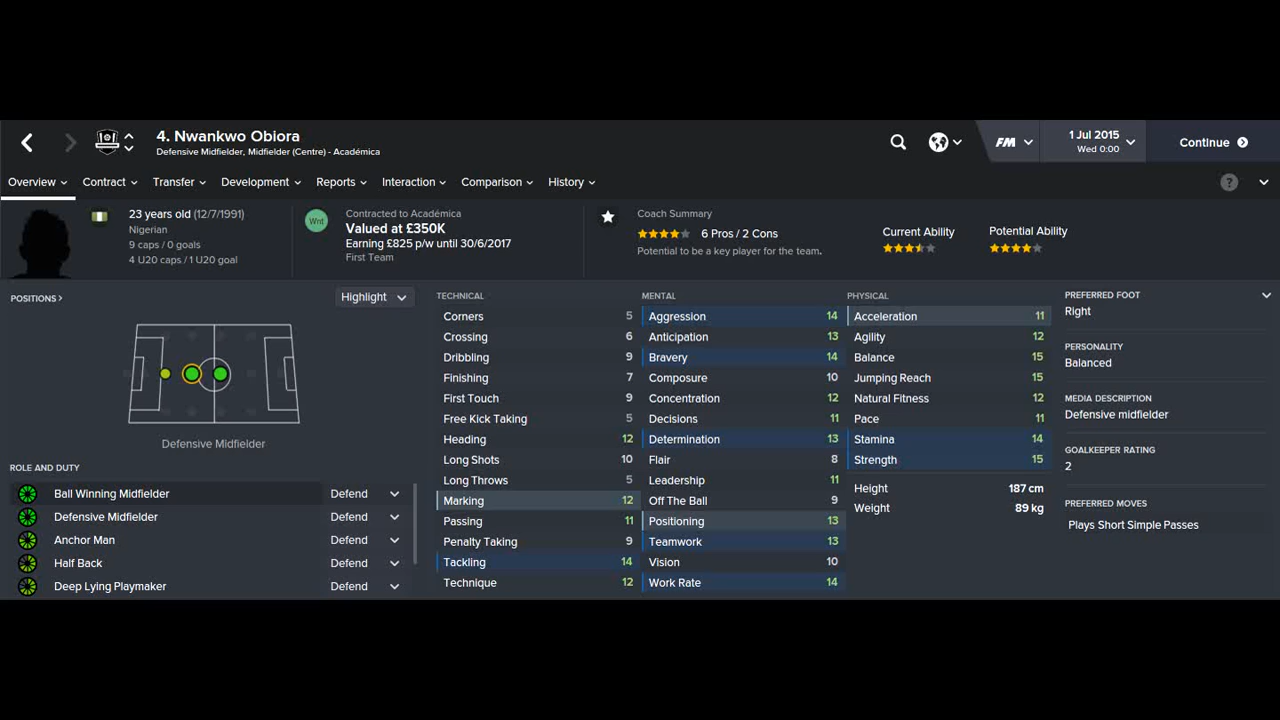 4. Nwankwo Obiora
Defensive Midfielder, Midfielder (Centre) - Académica
FM
1 Jul 2015
Wed 0:00
Continue
Overview Contract Transfer Development Reports Interaction Comparison History
?
23 years old (12/7/1991)
Nigerian
9 caps / 0 goals
4 U20 caps / 1 U20 goal
Wnt
Contracted to Académica
Valued at £350K
Earning £825 p/w until 30/6/2017
First Team
Coach Summary
6 Pros / 2 Cons
Potential to be a key player for the team.
Current Ability
Potential Ability
POSITIONS
Highlight
Defensive Midfielder
ROLE AND DUTY
Ball Winning Midfielder Defend
Defensive Midfielder Defend
Anchor Man Defend
Half Back Defend
Deep Lying Playmaker Defend
TECHNICAL
Corners 5
Crossing 6
Dribbling 9
Finishing 7
First Touch 9
Free Kick Taking 5
Heading 12
Long Shots 10
Long Throws 5
Marking 12
Passing 11
Penalty Taking 9
Tackling 14
Technique 12
MENTAL
Aggression 14
Anticipation 13
Bravery 14
Composure 10
Concentration 12
Decisions 11
Determination 13
Flair 8
Leadership 11
Off The Ball 9
Positioning 13
Teamwork 13
Vision 10
Work Rate 14
PHYSICAL
Acceleration 11
Agility 12
Balance 15
Jumping Reach 15
Natural Fitness 12
Pace 11
Stamina 14
Strength 15
Height 187 cm
Weight 89 kg
PREFERRED FOOT
Right
PERSONALITY
Balanced
MEDIA DESCRIPTION
Defensive midfielder
GOALKEEPER RATING
2
PREFERRED MOVES
Plays Short Simple Passes